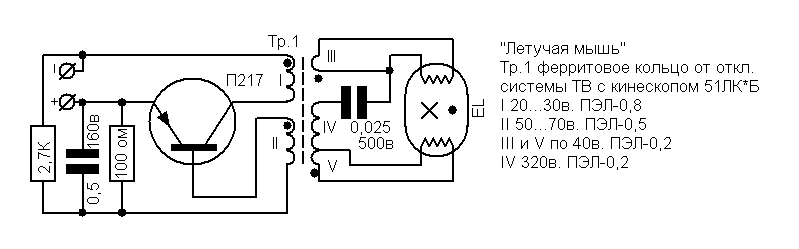 Тр.1
"Летучая мышь"
Тр.1 ферритовое кольцо от откл.
системы ТВ с кинескопом 51ЛК*Б
I 20...30в. ПЭЛ-0,8
II 50...70в. ПЭЛ-0,5
III и V по 40в. ПЭЛ-0,2
IV 320в. ПЭЛ-0,2
–
+
П217
I
II
III
IV
V
0,025
500в
EL
2,7К
0,5
160в
100 ом